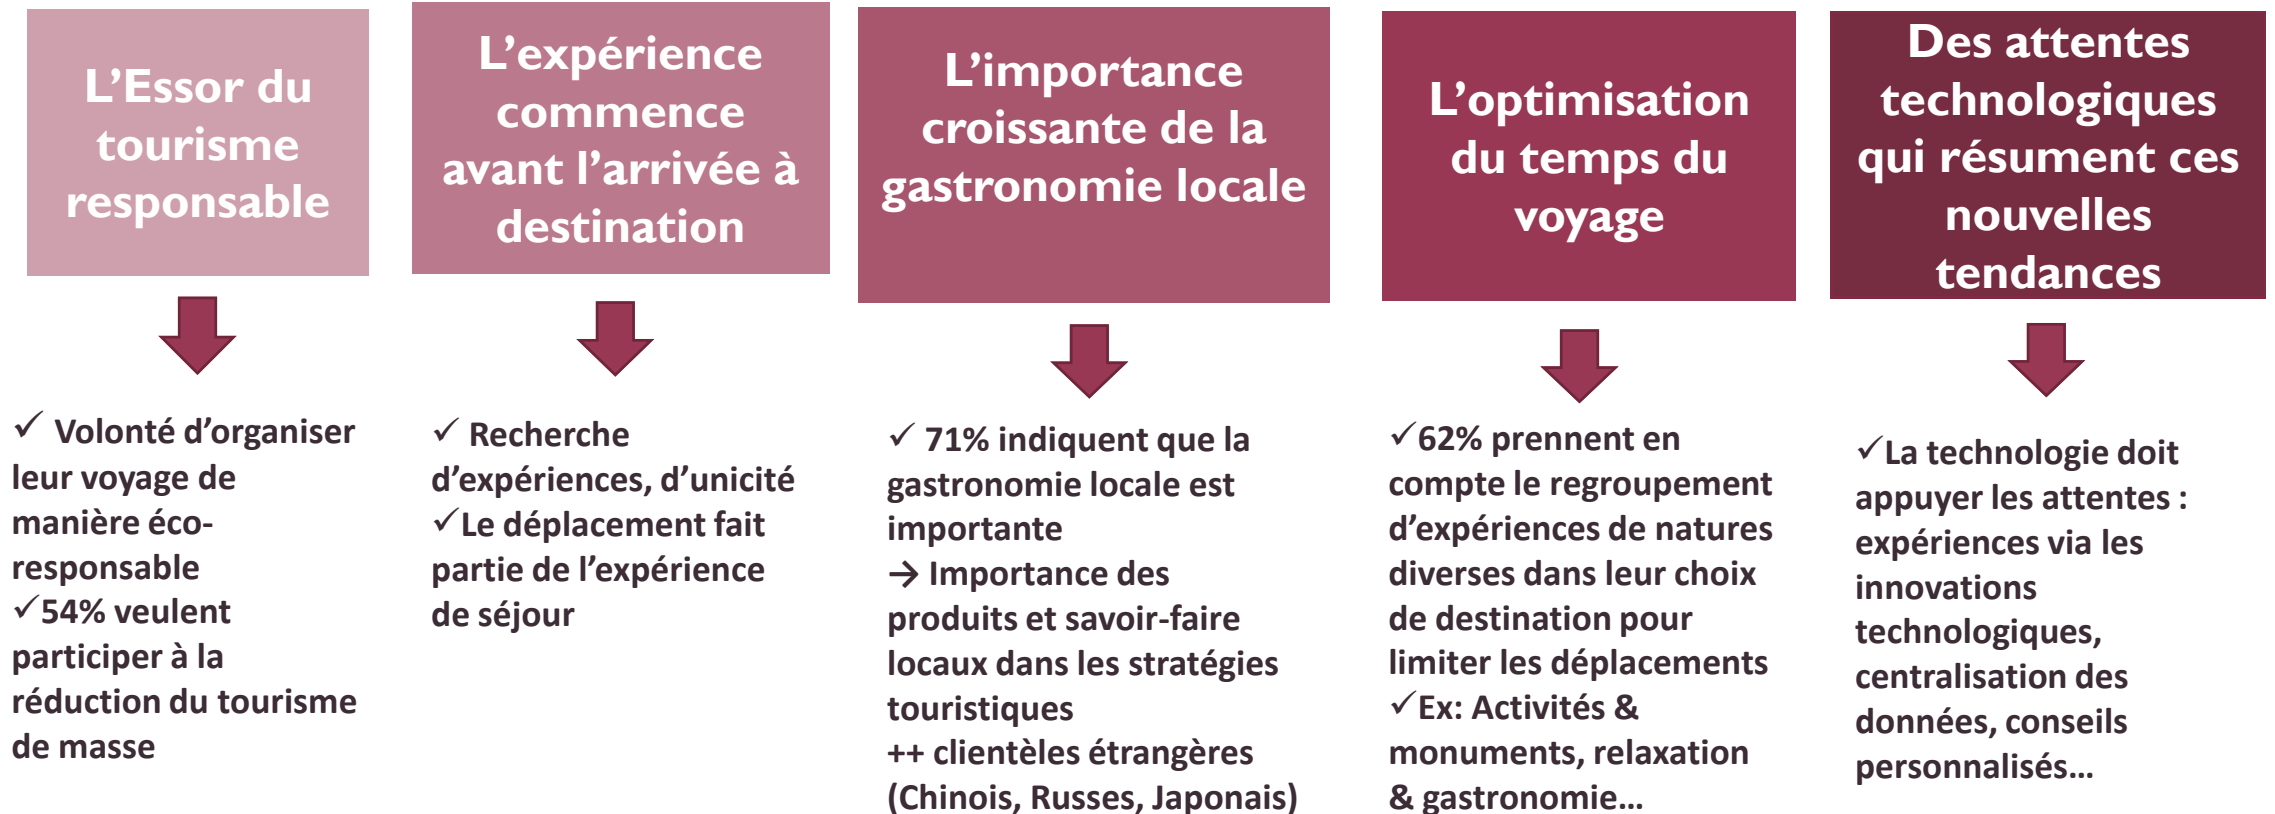 L’Essor du
tourisme
responsable
✓ Volonté d’organiser
leur voyage de
manière éco-
responsable
✓54% veulent
participer à la
réduction du tourisme
de masse
L’expérience
commence
avant l’arrivée à
destination
✓ Recherche
d’expériences, d’unicité
✓Le déplacement fait
partie de l’expérience
de séjour
L’importance
croissante de la
gastronomie locale
✓ 71% indiquent que la
gastronomie locale est
importante
→ Importance des
produits et savoir-faire
locaux dans les stratégies
touristiques
++ clientèles étrangères
(Chinois, Russes, Japonais)
L’optimisation
du temps du
voyage
✓62% prennent en
compte le regroupement
d’expériences de natures
diverses dans leur choix
de destination pour
limiter les déplacements
✓Ex: Activités &
monuments, relaxation
& gastronomie…
Des attentes
technologiques
qui résument ces
nouvelles
tendances
✓La technologie doit
appuyer les attentes :
expériences via les
innovations
technologiques,
centralisation des
données, conseils
personnalisés…